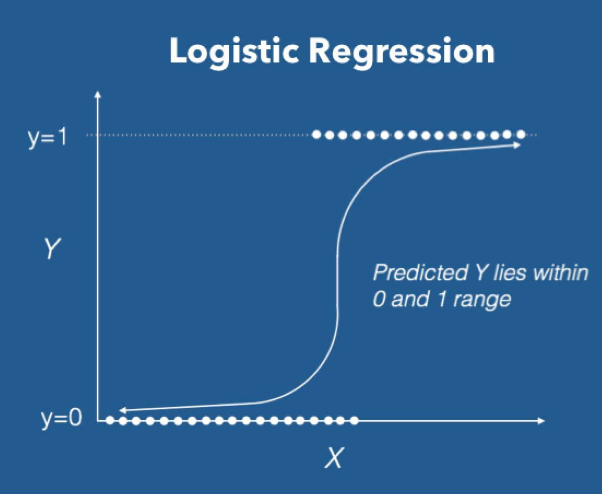 Logistic Regression
y=1
Y
Predicted Y lies within
0 and 1 range
y=0
X